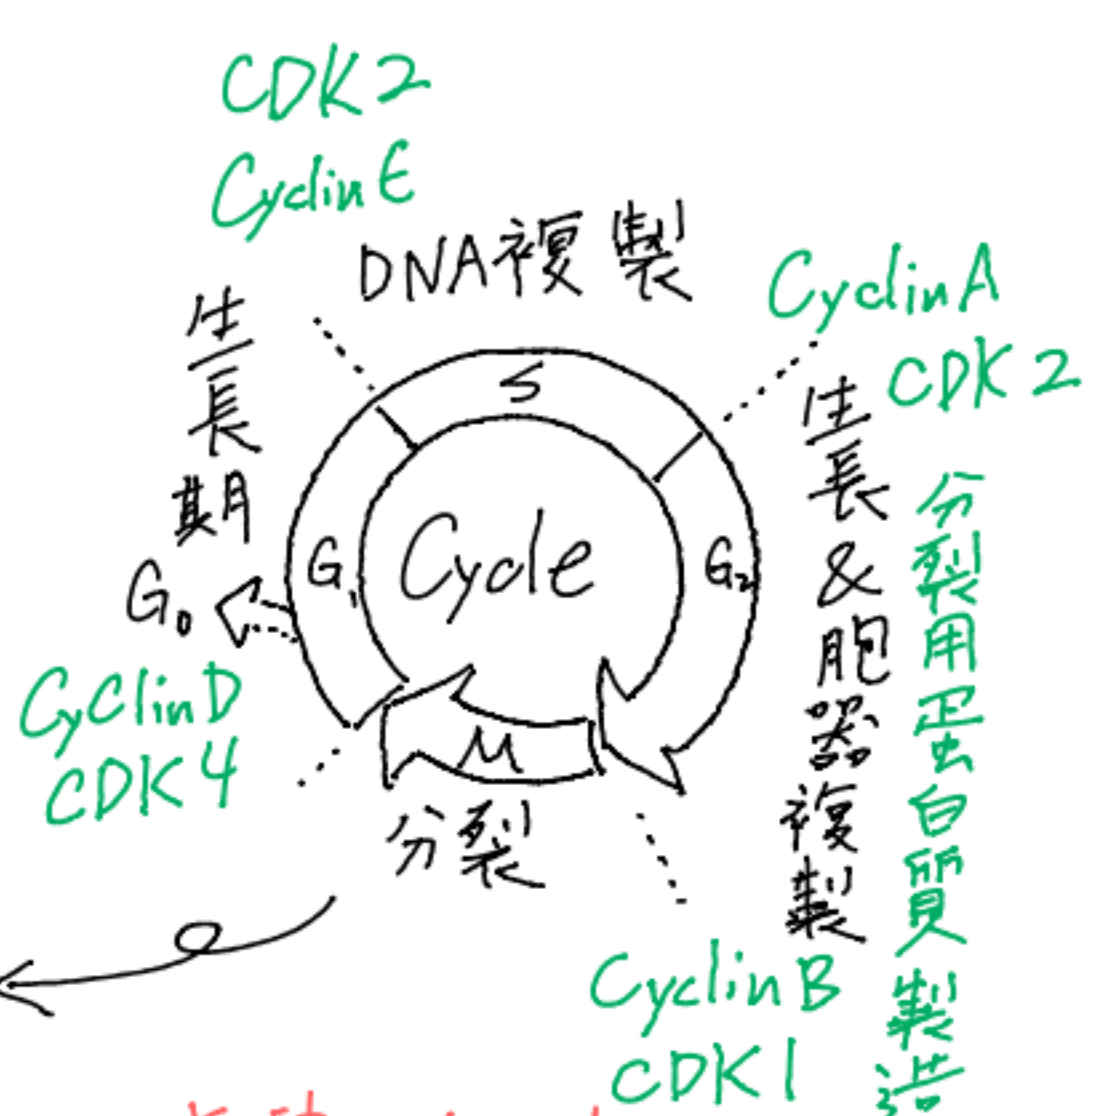 CDK2
CyclinE
DNA複製
CyclinA
CDK2
生長期
S
生長&胞器複製
分裂用蛋白質製造
G₁
Cycle
G₂
G₀
CyclinD
CDK4
M
分裂
CyclinB
CDK1